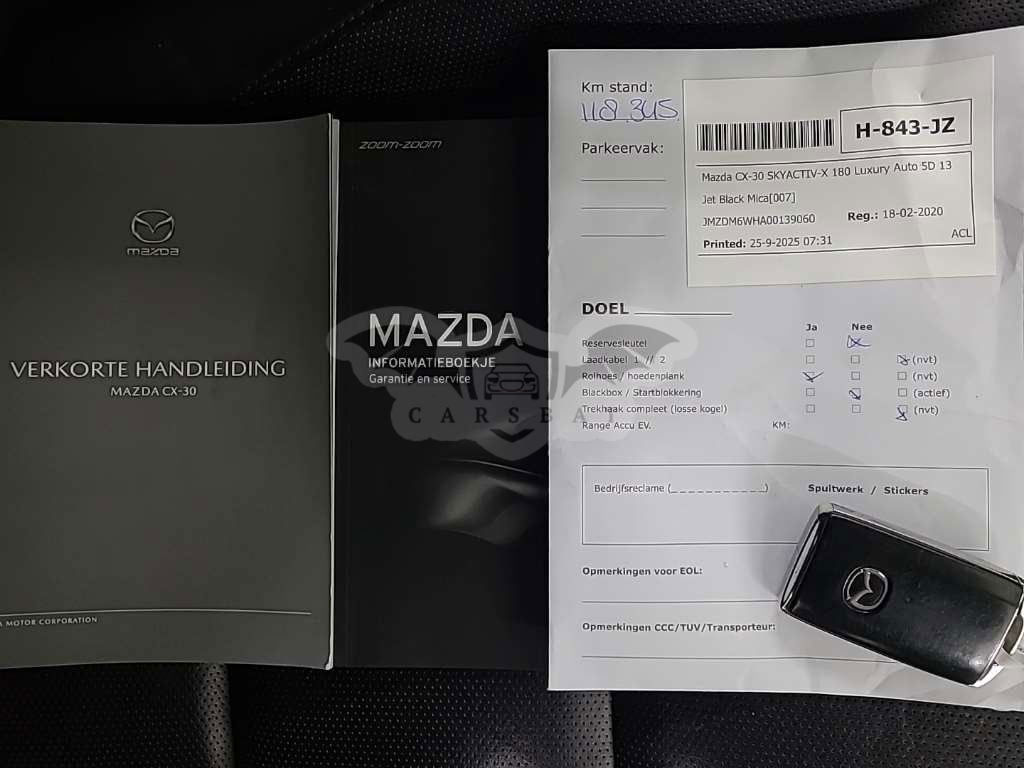 mazda
VERKORTE HANDLEIDING
MAZDA CX-30
MOTOR CORPORATION
zoom-zoom
MAZDA
INFORMATIEBOEKJE
Garantie en service
CARSBAT
Km stand:
118.345
Parkeervak:
H-843-JZ
Mazda CX-30 SKYACTIV-X 180 Luxury Auto 5D 13
Jet Black Mica[007]
JMZDM6WHA00139060 Reg.: 18-02-2020
Printed: 25-9-2025 07:31 ACL
DOEL
Ja Nee
Reservesleutel
Laadkabel 1 // 2 (nvt)
Rolhoes / hoedenplank (nvt)
Blackbox / Startblokkering (actief)
Trekhaak compleet (losse kogel) (nvt)
Range Accu EV. KM:
Bedrijfsreclame (___________) Spuitwerk / Stickers
Opmerkingen voor EOL:
Opmerkingen CCC/TUV/Transporteur: